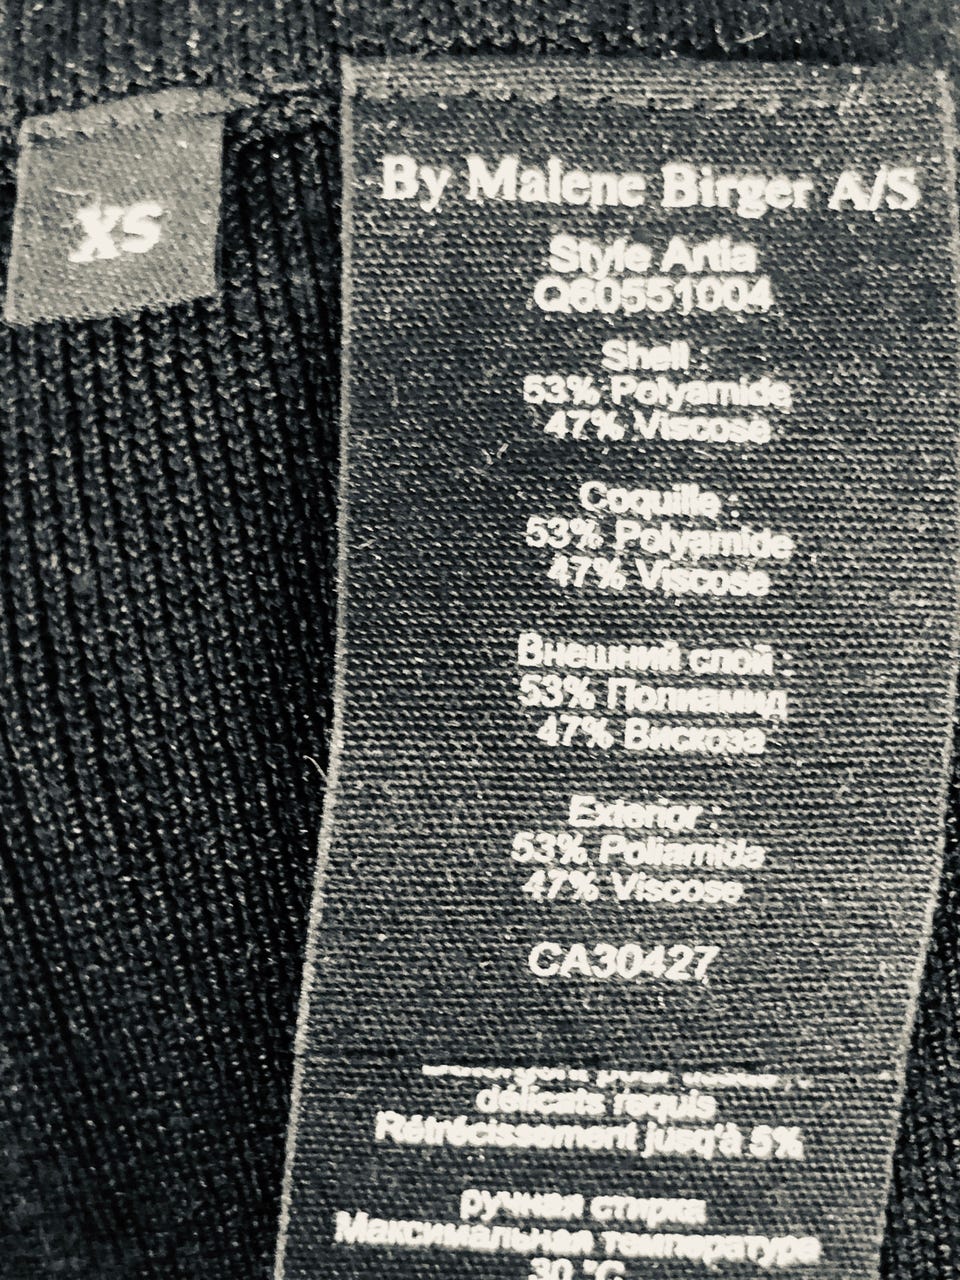 XS
By Malene Birger A/S
Style Artia
Q60551004
Shell :
53% Polyamide
47% Viscose
Coquille :
53% Polyamide
47% Viscose
Внешний слой :
53% Полиамид
47% Вискоза
Exterior :
53% Poliamida
47% Viscose
CA30427
délicats requis
Rétrécissement jusqu'à 5%
ручная стирка
Максимальная температура
30 °C